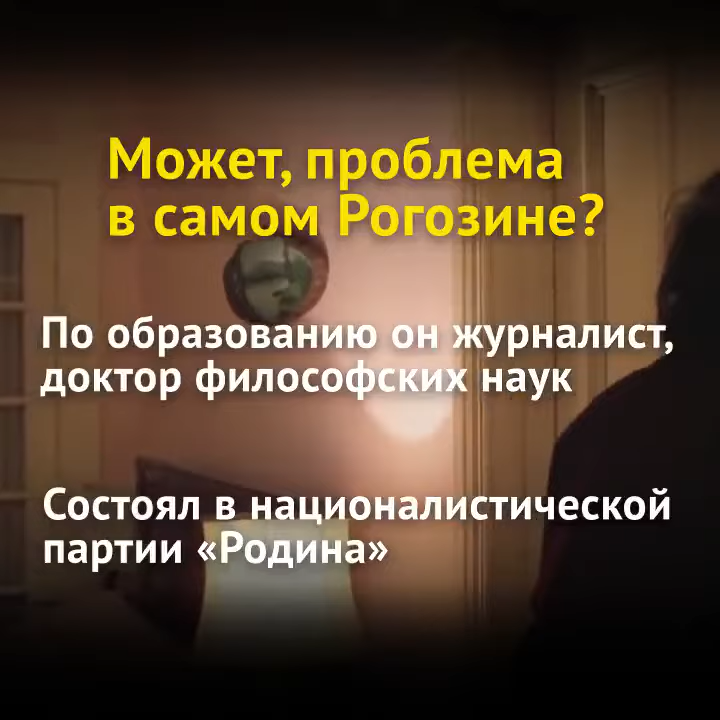 Может, проблема
в самом Рогозине?
По образованию он журналист,
доктор философских наук
Состоял в националистической
партии «Родина»